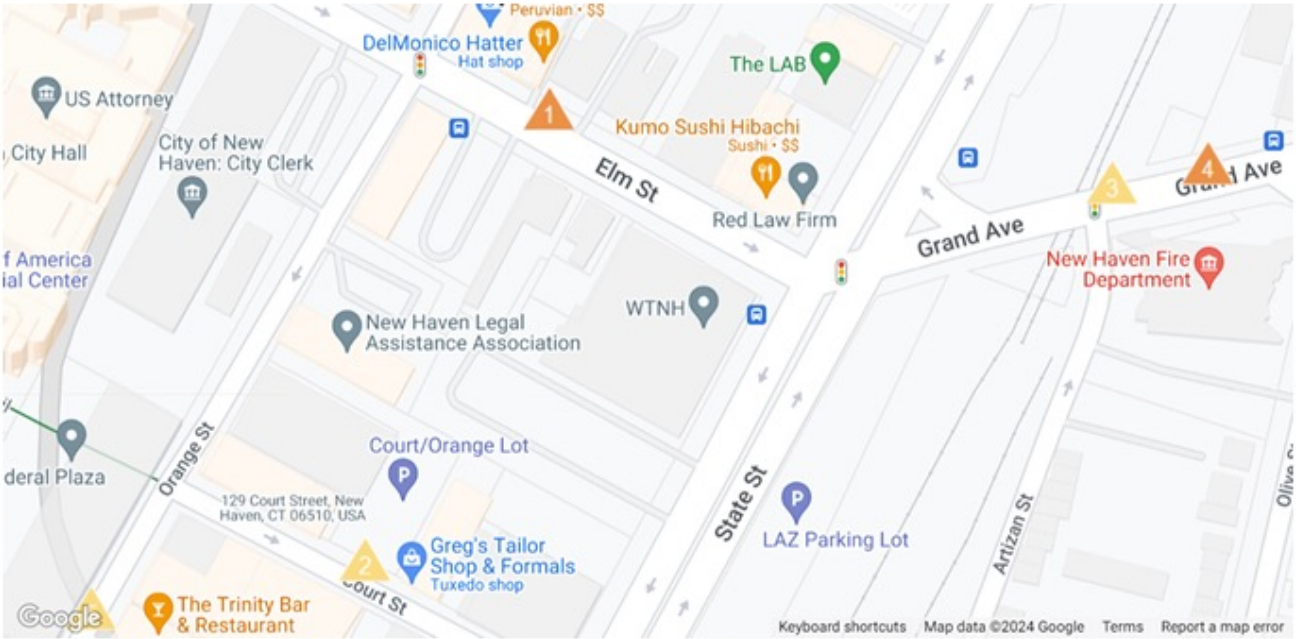 Peruvian • $$
DelMonico Hatter
Hat shop
The LAB
US Attorney
City Hall
City of New
Haven: City Clerk
Kumo Sushi Hibachi
Sushi • $$
Red Law Firm
Elm St
1
3
4
Grand Ave
Grand Ave
New Haven Fire
Department
f America
ial Center
WTNH
New Haven Legal
Assistance Association
Orange St
deral Plaza
Court/Orange Lot
P
129 Court Street, New
Haven, CT 06510, USA
2
Greg's Tailor
Shop & Formals
Tuxedo shop
Court St
State St
P
LAZ Parking Lot
Artizan St
Olive S
The Trinity Bar
& Restaurant
Google
Keyboard shortcuts Map data ©2024 Google Terms Report a map error